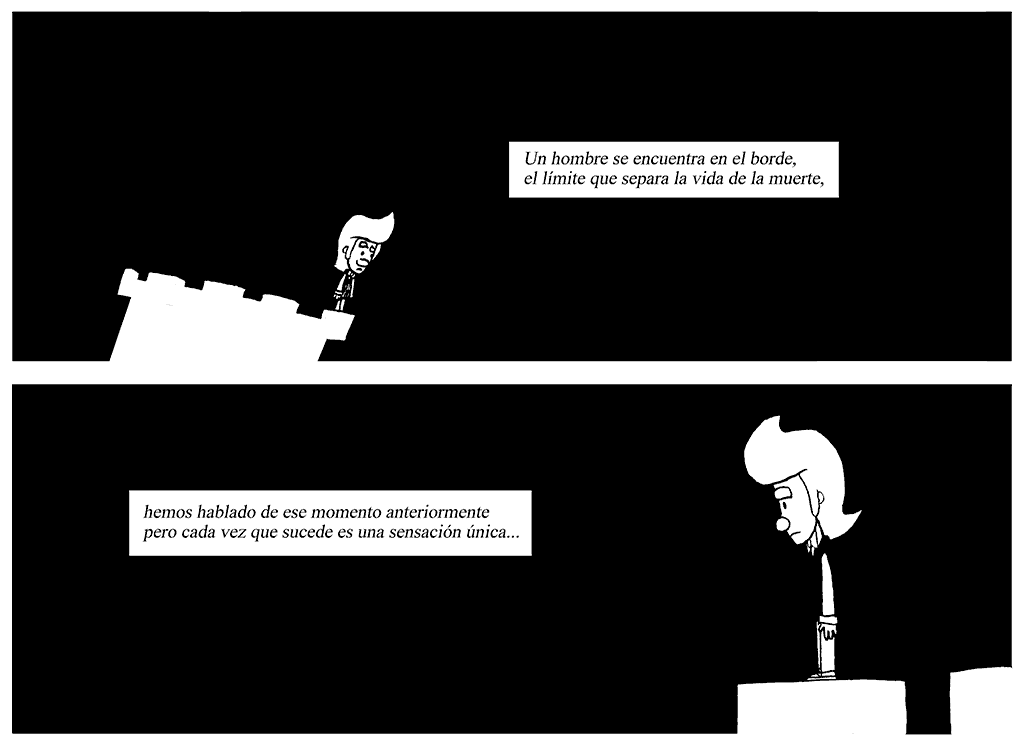 Un hombre se encuentra en el borde,
el límite que separa la vida de la muerte,
hemos hablado de ese momento anteriormente
pero cada vez que sucede es una sensación única...